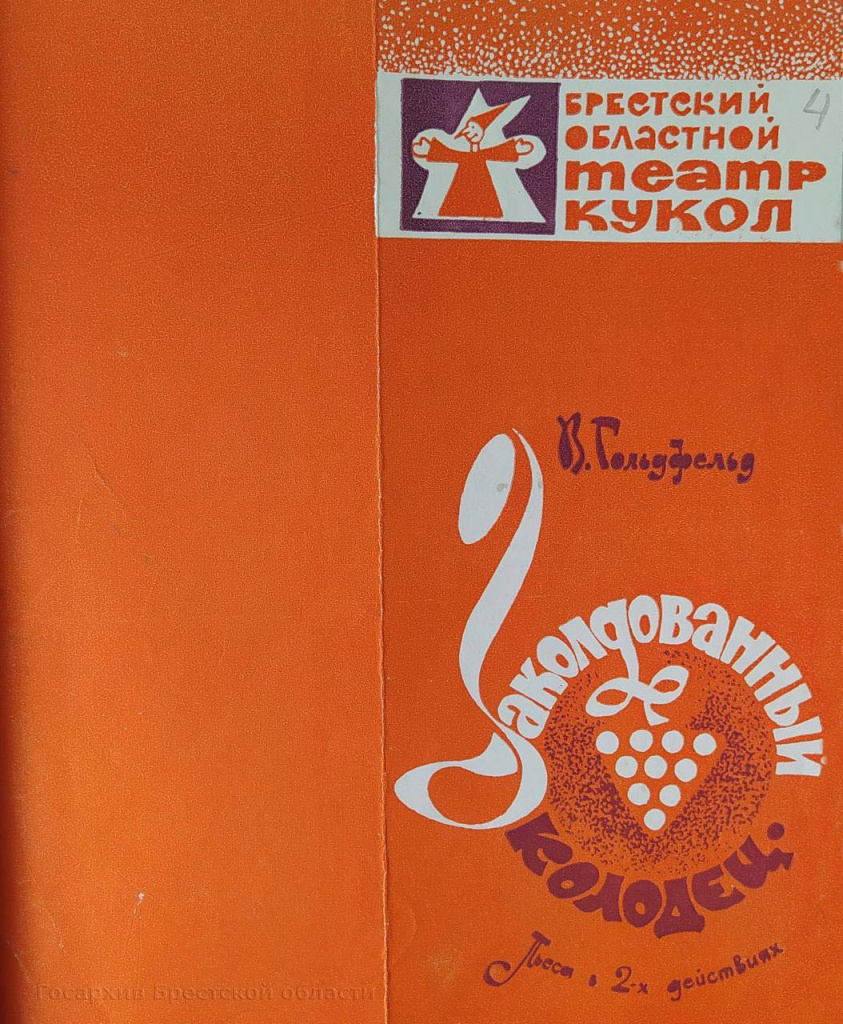 БРЕСТСКИЙ
ОБЛАСТНОЙ
театр
КУКОЛ
4
В. Гольдфельд
Заколдованный
КОЛОДЕЦ.
Пьеса в 2-х действиях
Госархив Брестской области